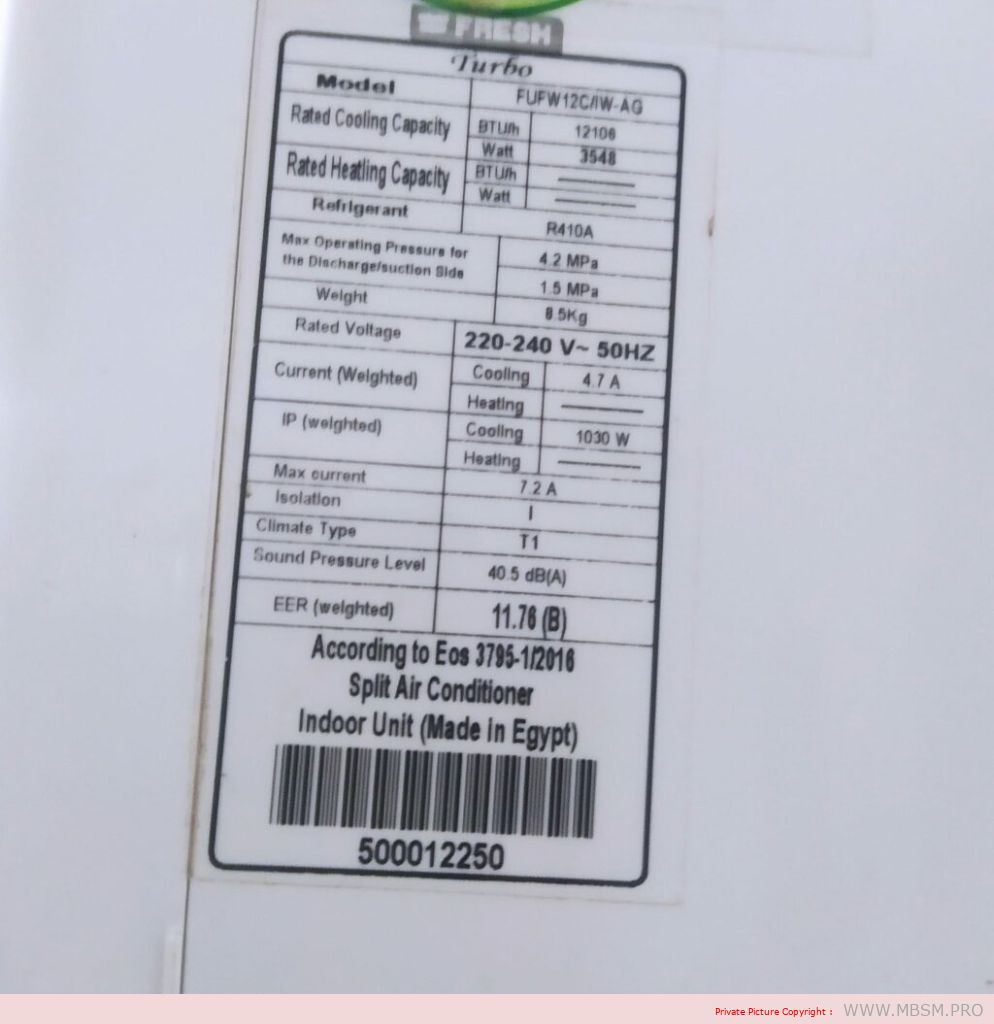 FRESH
Turbo
Model FUFW12C/IW-AG
Rated Cooling Capacity BTU/h 12106
Watt 3548
Rated Heatling Capacity BTU/h
Watt
Refrigerant R410A
Max Operating Pressure for the Discharge/suction Side 4.2 MPa
1.5 MPa
Weight 8.5Kg
Rated Voltage 220-240 V~ 50HZ
Current (Weighted) Cooling 4.7 A
Heating
IP (weighted) Cooling 1030 W
Heating
Max current 7.2 A
Isolation I
Climate Type T1
Sound Pressure Level 40.5 dB(A)
EER (weighted) 11.76 (B)
According to Eos 3795-1/2016
Split Air Conditioner
Indoor Unit (Made in Egypt)
500012250
Private Picture Copyright : WWW.MBSM.PRO